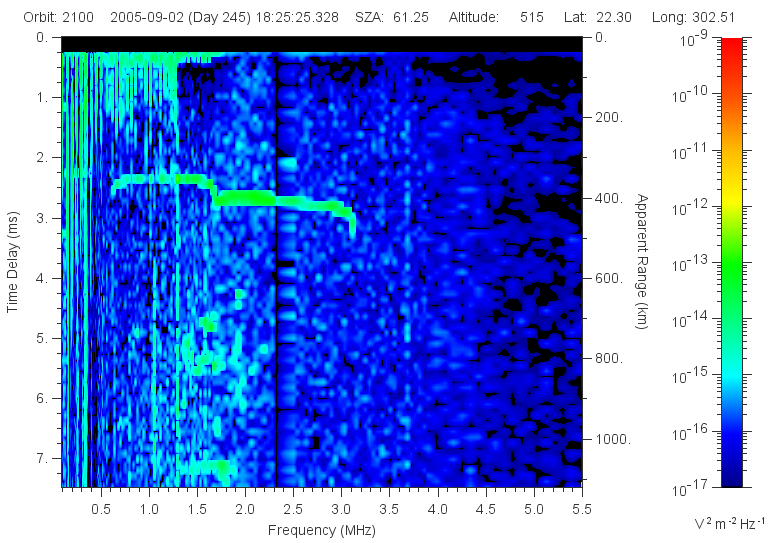 Orbit: 2100 2005-09-02 (Day 245) 18:25:25.328 SZA: 61.25 Altitude: 515 Lat: 22.30 Long: 302.51
0. 1. 2. 3. 4. 5. 6. 7.
Time Delay (ms)
0.5 1.0 1.5 2.0 2.5 3.0 3.5 4.0 4.5 5.0 5.5
Frequency (MHz)
0. 200. 400. 600. 800. 1000.
Apparent Range (km)
10⁻⁹
10⁻¹⁰
10⁻¹¹
10⁻¹²
10⁻¹³
10⁻¹⁴
10⁻¹⁵
10⁻¹⁶
10⁻¹⁷
V² m⁻² Hz⁻¹